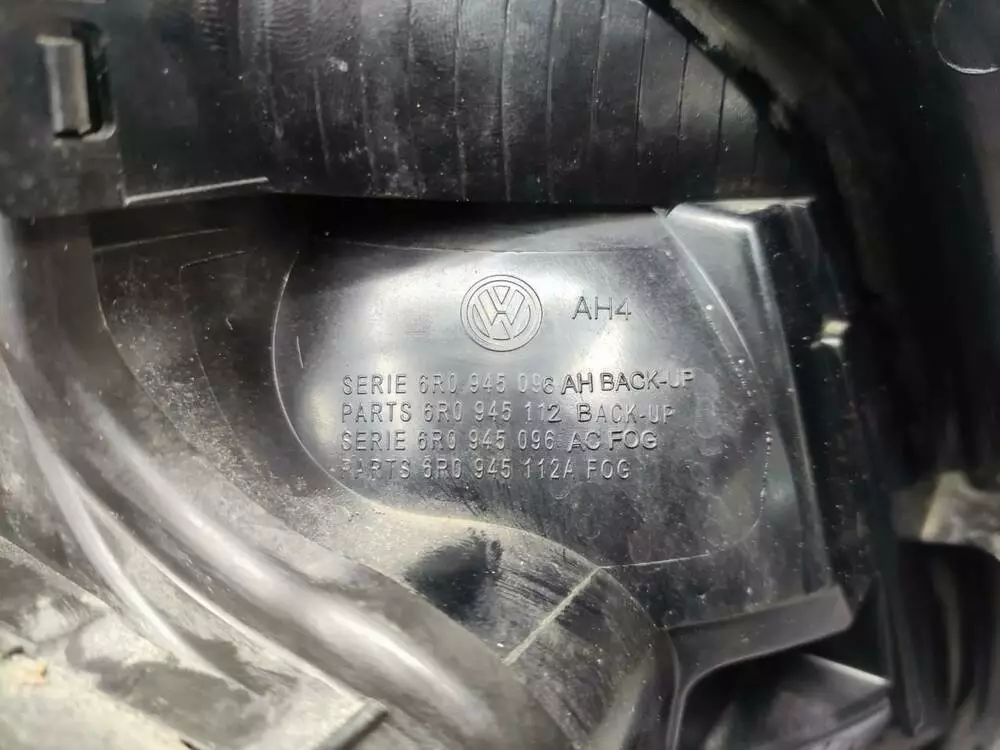 AH4
SERIE 6R0 945 096 AH BACK-UP
PARTS 6R0 945 112 BACK-UP
SERIE 6R0 945 096 AC FOG
PARTS 6R0 945 112A FOG